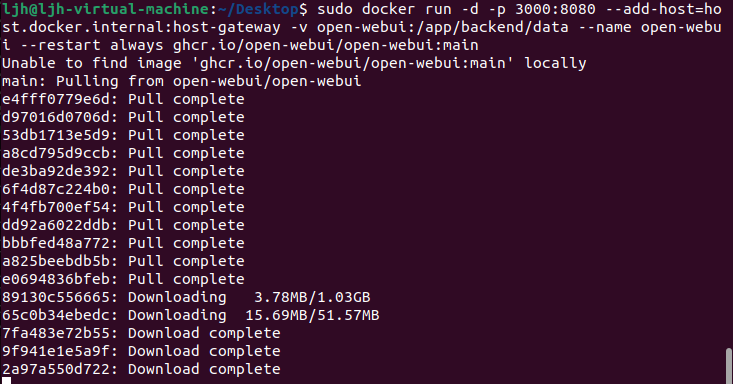 ljh@ljh-virtual-machine:~/Desktop$ sudo docker run -d -p 3000:8080 --add-host=ho
st.docker.internal:host-gateway -v open-webui:/app/backend/data --name open-webu
i --restart always ghcr.io/open-webui/open-webui:main
Unable to find image 'ghcr.io/open-webui/open-webui:main' locally
main: Pulling from open-webui/open-webui
e4fff0779e6d: Pull complete
d97016d0706d: Pull complete
53db1713e5d9: Pull complete
a8cd795d9ccb: Pull complete
de3ba92de392: Pull complete
6f4d87c224b0: Pull complete
4f4fb700ef54: Pull complete
dd92a6022ddb: Pull complete
bbbfed48a772: Pull complete
a825beebdb5b: Pull complete
e0694836bfeb: Pull complete
89130c556665: Downloading   3.78MB/1.03GB
65c0b34ebedc: Downloading  15.69MB/51.57MB
7fa483e72b55: Download complete
9f941e1e5a9f: Download complete
2a97a550d722: Download complete